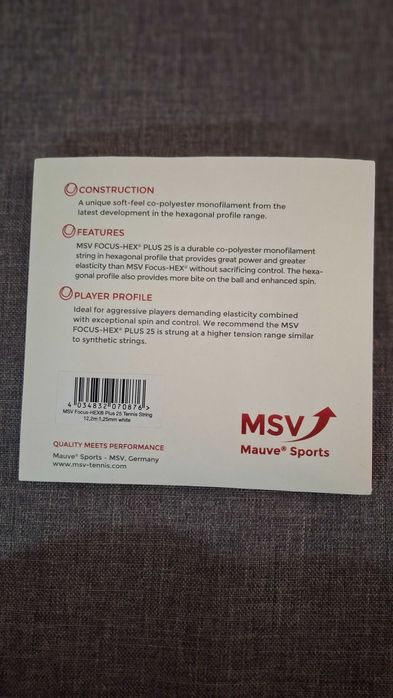 CONSTRUCTION
A unique soft-feel co-polyester monofilament from the
latest development in the hexagonal profile range.
FEATURES
MSV FOCUS-HEX® PLUS 25 is a durable co-polyester monofilament
string in hexagonal profile that provides great power and greater
elasticity than MSV Focus-HEX® without sacrificing control. The hexa-
gonal profile also provides more bite on the ball and enhanced spin.
PLAYER PROFILE
Ideal for aggressive players demanding elasticity combined
with exceptional spin and control. We recommend the MSV
FOCUS-HEX® PLUS 25 is strung at a higher tension range similar
to synthetic strings.
4 034832 070876 >
MSV Focus-HEX® Plus 25 Tennis String
12,2m 1,25mm white
MSV
Mauve® Sports
QUALITY MEETS PERFORMANCE
Mauve® Sports – MSV, Germany
www.msv-tennis.com